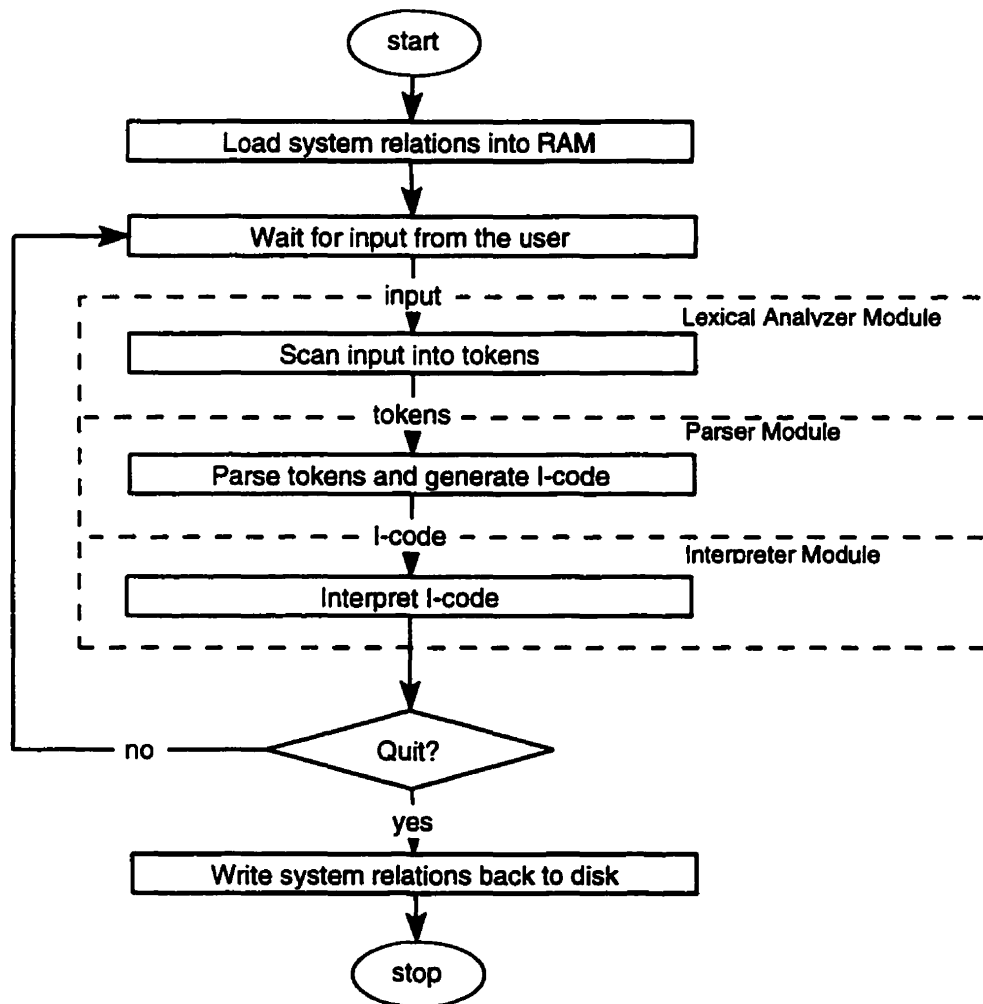 start
Load system relations into RAM
Wait for input from the user
input
Lexical Analyzer Module
Scan input into tokens
tokens
Parser Module
Parse tokens and generate I-code
I-code
Interpreter Module
Interpret I-code
no
Quit?
yes
Write system relations back to disk
stop